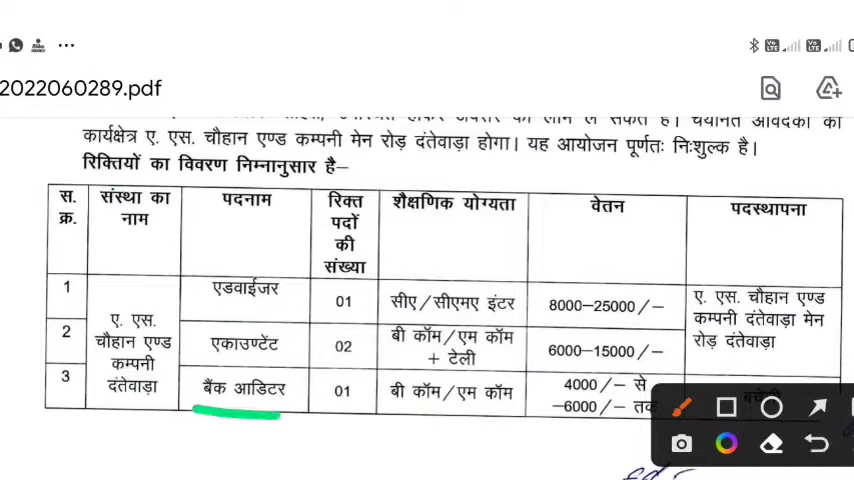 2022060289.pdf
कार्यक्षेत्र ए. एस. चौहान एण्ड कम्पनी मेन रोड़ दंतेवाड़ा होगा। यह आयोजन पूर्णतः निःशुल्क है।
रिक्तियों का विवरण निम्नानुसार है–
स. क्र. संस्था का नाम पदनाम रिक्त पदों की संख्या शैक्षणिक योग्यता वेतन पदस्थापना
1 ए. एस. चौहान एण्ड कम्पनी दंतेवाड़ा एडवाईजर 01 सीए/सीएमए इंटर 8000–25000/– ए. एस. चौहान एण्ड कम्पनी दंतेवाड़ा मेन रोड़ दंतेवाड़ा
2 एकाउण्टेंट 02 बी कॉम/एम कॉम + टेली 6000–15000/–
3 बैंक आडिटर 01 बी कॉम/एम कॉम 4000/– से –6000/– तक